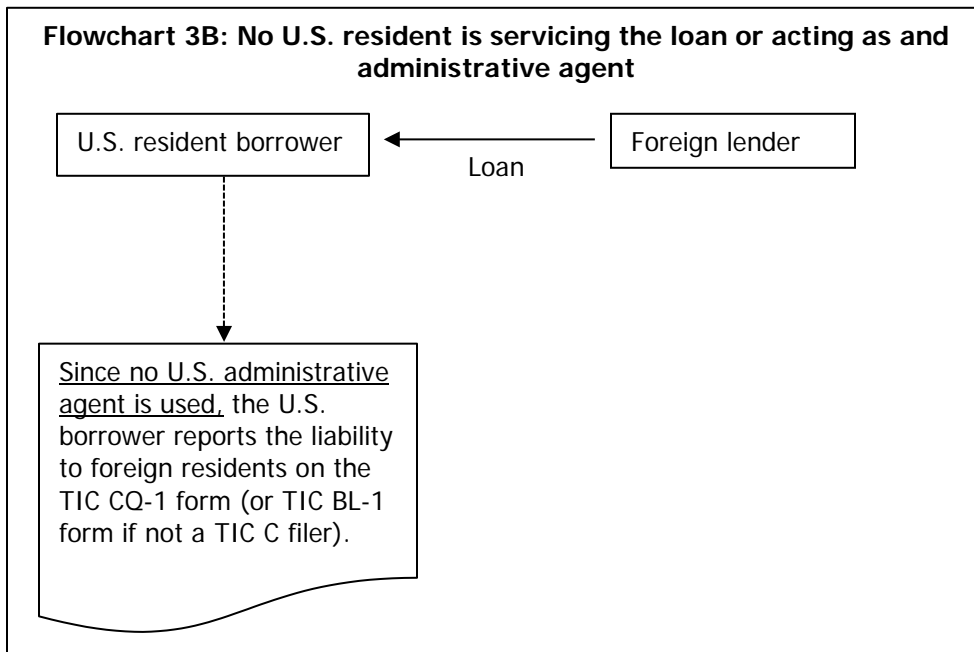 Flowchart 3B: No U.S. resident is servicing the loan or acting as and
administrative agent
U.S. resident borrower
Foreign lender
Loan
Since no U.S. administrative
agent is used, the U.S.
borrower reports the liability
to foreign residents on the
TIC CQ-1 form (or TIC BL-1
form if not a TIC C filer).